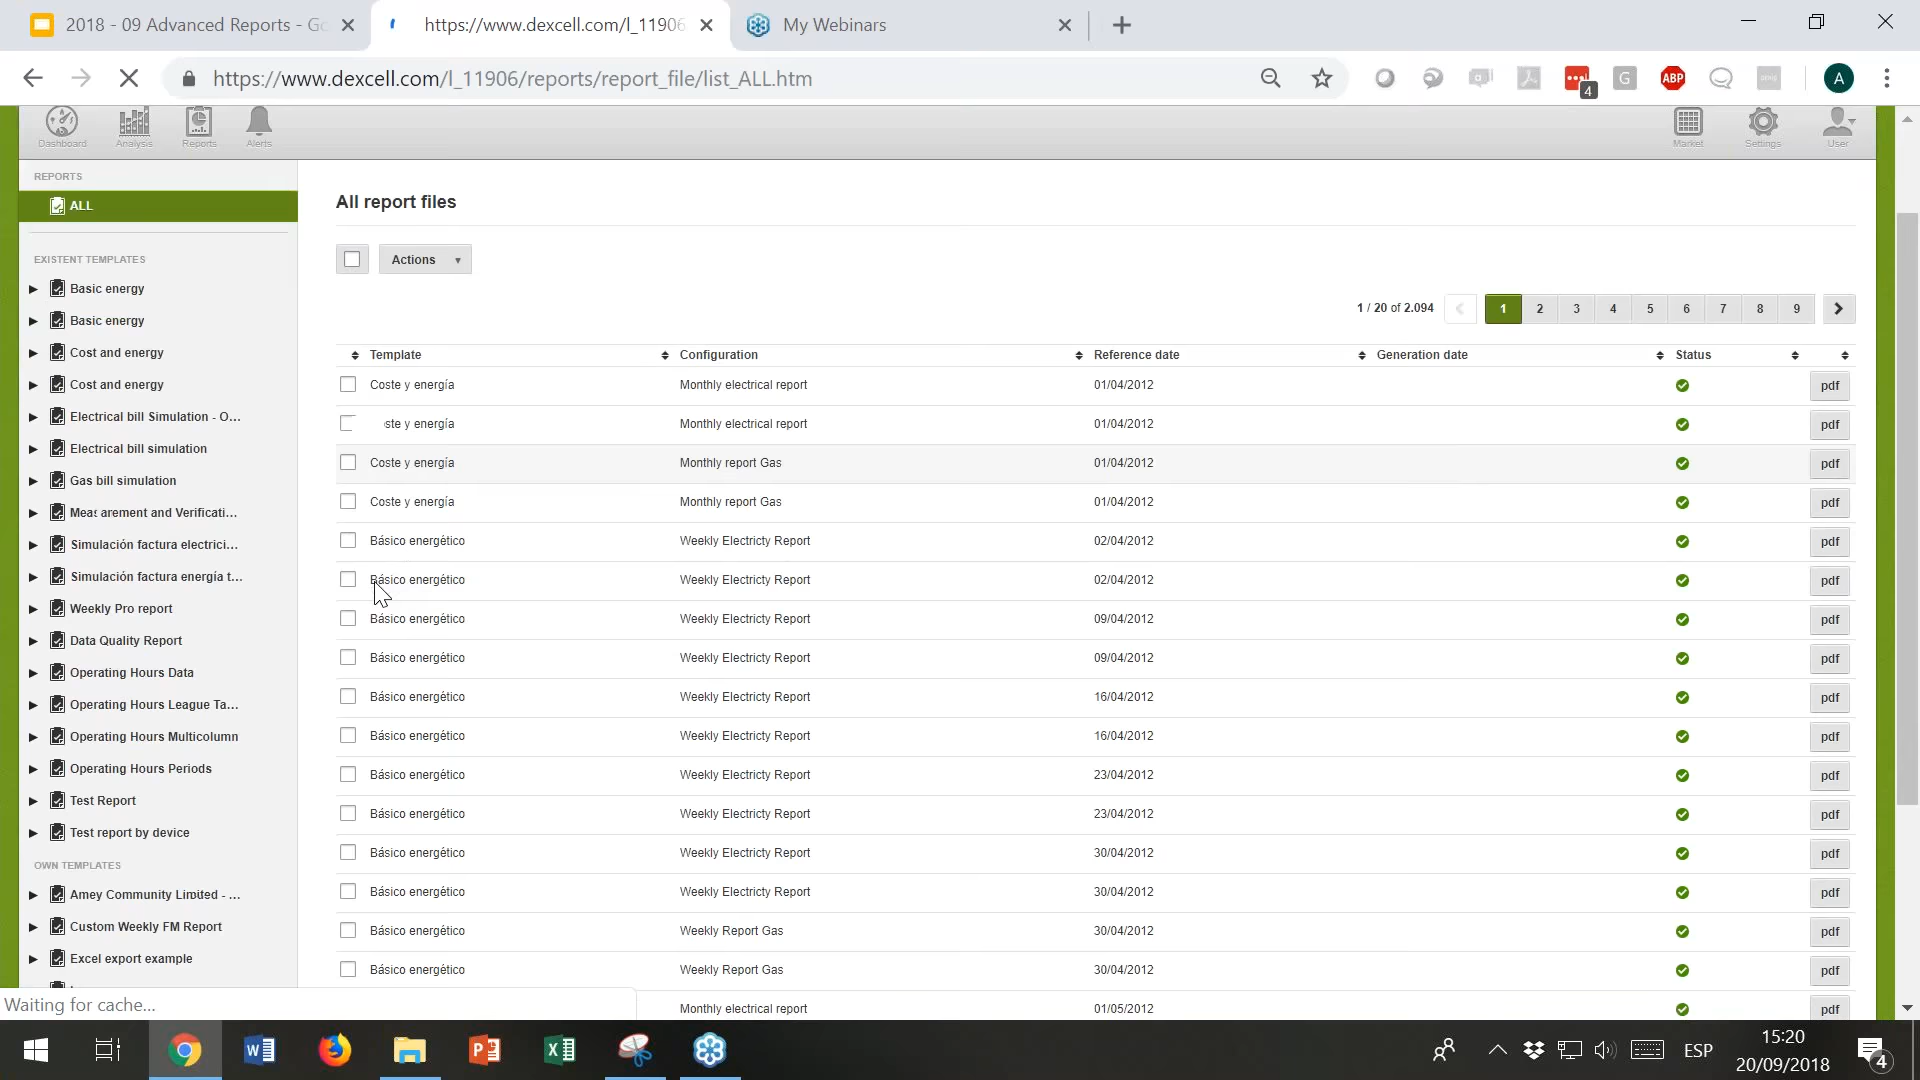 2018 - 09 Advanced Reports - Go
https://www.dexcell.com/l_11906
My Webinars
https://www.dexcell.com/l_11906/reports/report_file/list_ALL.htm
4
G
ABP
A
Dashboard
Analysis
Reports
Alerts
Market
Settings
User
REPORTS
ALL
EXISTENT TEMPLATES
Basic energy
Basic energy
Cost and energy
Cost and energy
Electrical bill Simulation - O...
Electrical bill simulation
Gas bill simulation
Measurement and Verificati...
Simulación factura electrici...
Simulación factura energía t...
Weekly Pro report
Data Quality Report
Operating Hours Data
Operating Hours League Ta...
Operating Hours Multicolumn
Operating Hours Periods
Test Report
Test report by device
OWN TEMPLATES
Amey Community Limited - ...
Custom Weekly FM Report
Excel export example
All report files
Actions
1 / 20 of 2.094
1 2 3 4 5 6 7 8 9
Template Configuration Reference date Generation date Status
Coste y energía Monthly electrical report 01/04/2012 pdf
ste y energía Monthly electrical report 01/04/2012 pdf
Coste y energía Monthly report Gas 01/04/2012 pdf
Coste y energía Monthly report Gas 01/04/2012 pdf
Básico energético Weekly Electricty Report 02/04/2012 pdf
Básico energético Weekly Electricty Report 02/04/2012 pdf
Básico energético Weekly Electricty Report 09/04/2012 pdf
Básico energético Weekly Electricty Report 09/04/2012 pdf
Básico energético Weekly Electricty Report 16/04/2012 pdf
Básico energético Weekly Electricty Report 16/04/2012 pdf
Básico energético Weekly Electricty Report 23/04/2012 pdf
Básico energético Weekly Electricty Report 23/04/2012 pdf
Básico energético Weekly Electricty Report 30/04/2012 pdf
Básico energético Weekly Electricty Report 30/04/2012 pdf
Básico energético Weekly Report Gas 30/04/2012 pdf
Básico energético Weekly Report Gas 30/04/2012 pdf
Monthly electrical report 01/05/2012 pdf
Waiting for cache...
ESP
15:20
20/09/2018
4